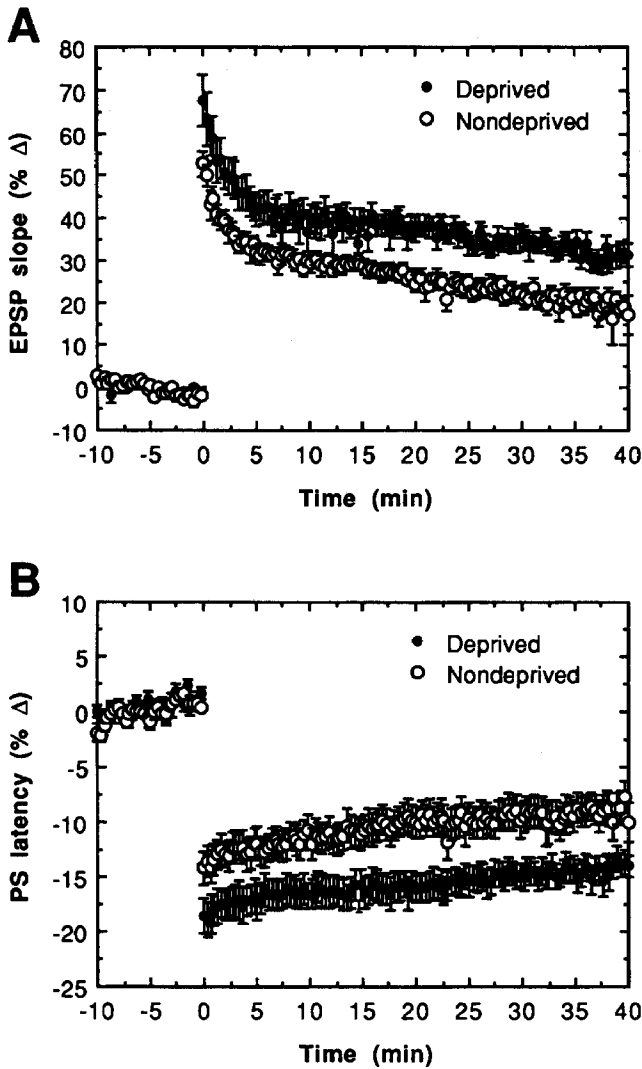 A
80
70
60
50
40
30
20
10
0
-10
EPSP slope (% Δ)
Deprived
Nondeprived
-10 -5 0 5 10 15 20 25 30 35 40
Time (min)
B
10
5
0
-5
-10
-15
-20
-25
PS latency (% Δ)
Deprived
Nondeprived
-10 -5 0 5 10 15 20 25 30 35 40
Time (min)